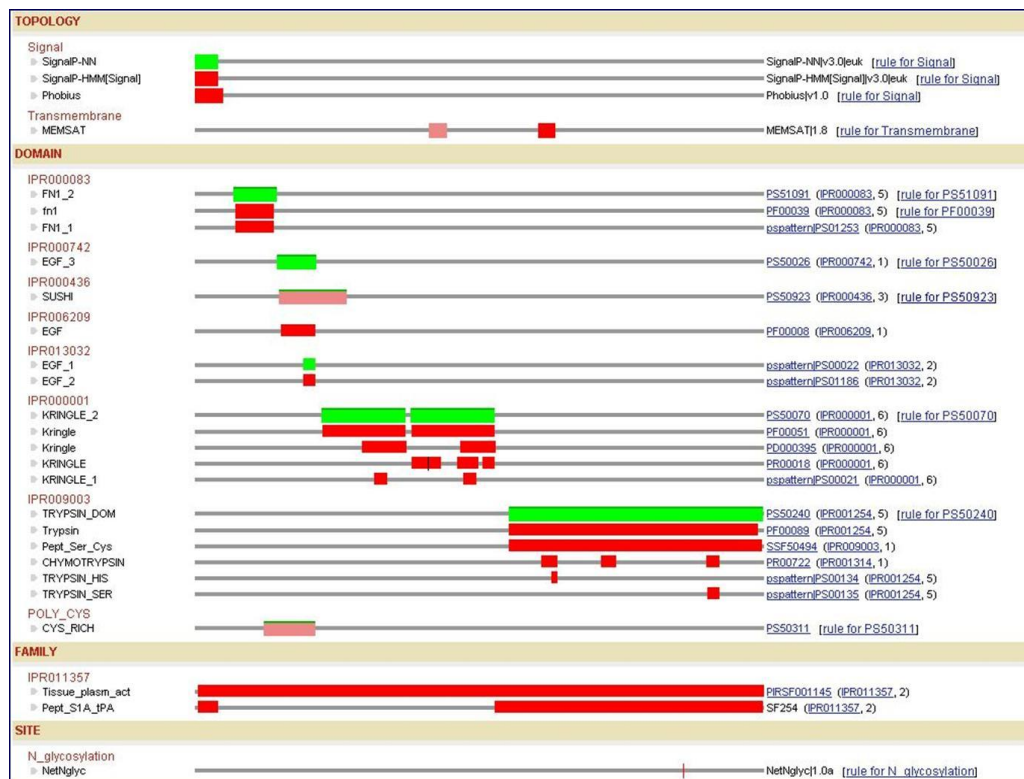 TOPOLOGY
Signal
SignalP-NN SignalP-NN|v3.0|euk [rule for Signal]
SignalP-HMM[Signal] SignalP-HMM[Signal]|v3.0|euk [rule for Signal]
Phobius Phobius|v1.0 [rule for Signal]
Transmembrane
MEMSAT MEMSAT|1.8 [rule for Transmembrane]
DOMAIN
IPR000083
FN1_2 PS51091 (IPR000083, 5) [rule for PS51091]
fn1 PF00039 (IPR000083, 5) [rule for PF00039]
FN1_1 pspattern|PS01253 (IPR000083, 5)
IPR000742
EGF_3 PS50026 (IPR000742, 1) [rule for PS50026]
IPR000436
SUSHI PS50923 (IPR000436, 3) [rule for PS50923]
IPR006209
EGF PF00008 (IPR006209, 1)
IPR013032
EGF_1 pspattern|PS00022 (IPR013032, 2)
EGF_2 pspattern|PS01186 (IPR013032, 2)
IPR000001
KRINGLE_2 PS50070 (IPR000001, 6) [rule for PS50070]
Kringle PF00051 (IPR000001, 6)
Kringle PD000395 (IPR000001, 6)
KRINGLE PR00018 (IPR000001, 6)
KRINGLE_1 pspattern|PS00021 (IPR000001, 6)
IPR009003
TRYPSIN_DOM PS50240 (IPR001254, 5) [rule for PS50240]
Trypsin PF00089 (IPR001254, 5)
Pept_Ser_Cys SSF50494 (IPR009003, 1)
CHYMOTRYPSIN PR00722 (IPR001314, 1)
TRYPSIN_HIS pspattern|PS00134 (IPR001254, 5)
TRYPSIN_SER pspattern|PS00135 (IPR001254, 5)
POLY_CYS
CYS_RICH PS50311 [rule for PS50311]
FAMILY
IPR011357
Tissue_plasm_act PIRSF001145 (IPR011357, 2)
Pept_S1A_tPA SF254 (IPR011357, 2)
SITE
N_glycosylation
NetNglyc NetNglyc|1.0a [rule for N_glycosylation]